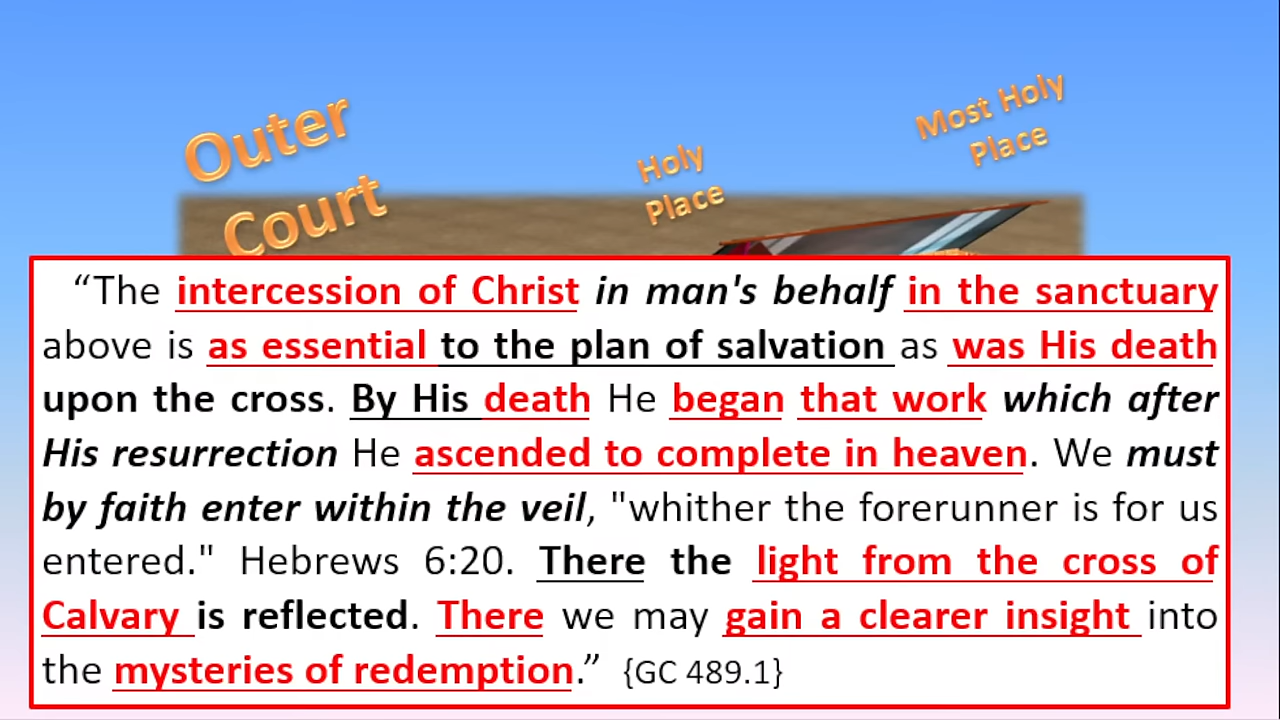 Outer
Court
Holy
Place
Most Holy
Place
“The intercession of Christ in man's behalf in the sanctuary
above is as essential to the plan of salvation as was His death
upon the cross. By His death He began that work which after
His resurrection He ascended to complete in heaven. We must
by faith enter within the veil, "whither the forerunner is for us
entered." Hebrews 6:20. There the light from the cross of
Calvary is reflected. There we may gain a clearer insight into
the mysteries of redemption.” {GC 489.1}